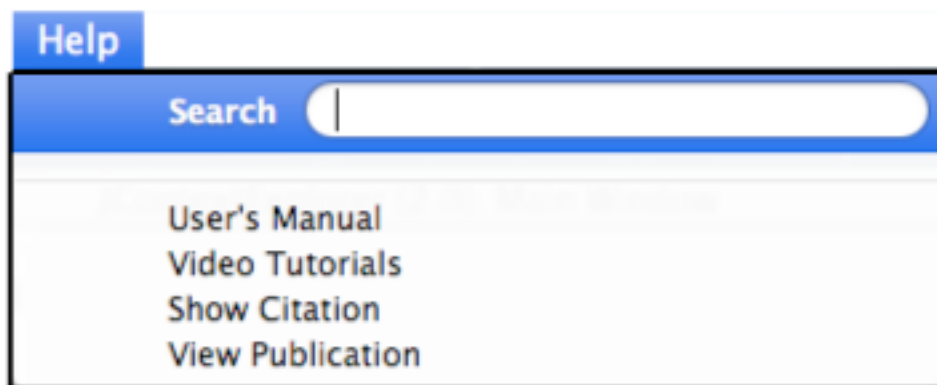 Help
Search
User's Manual
Video Tutorials
Show Citation
View Publication